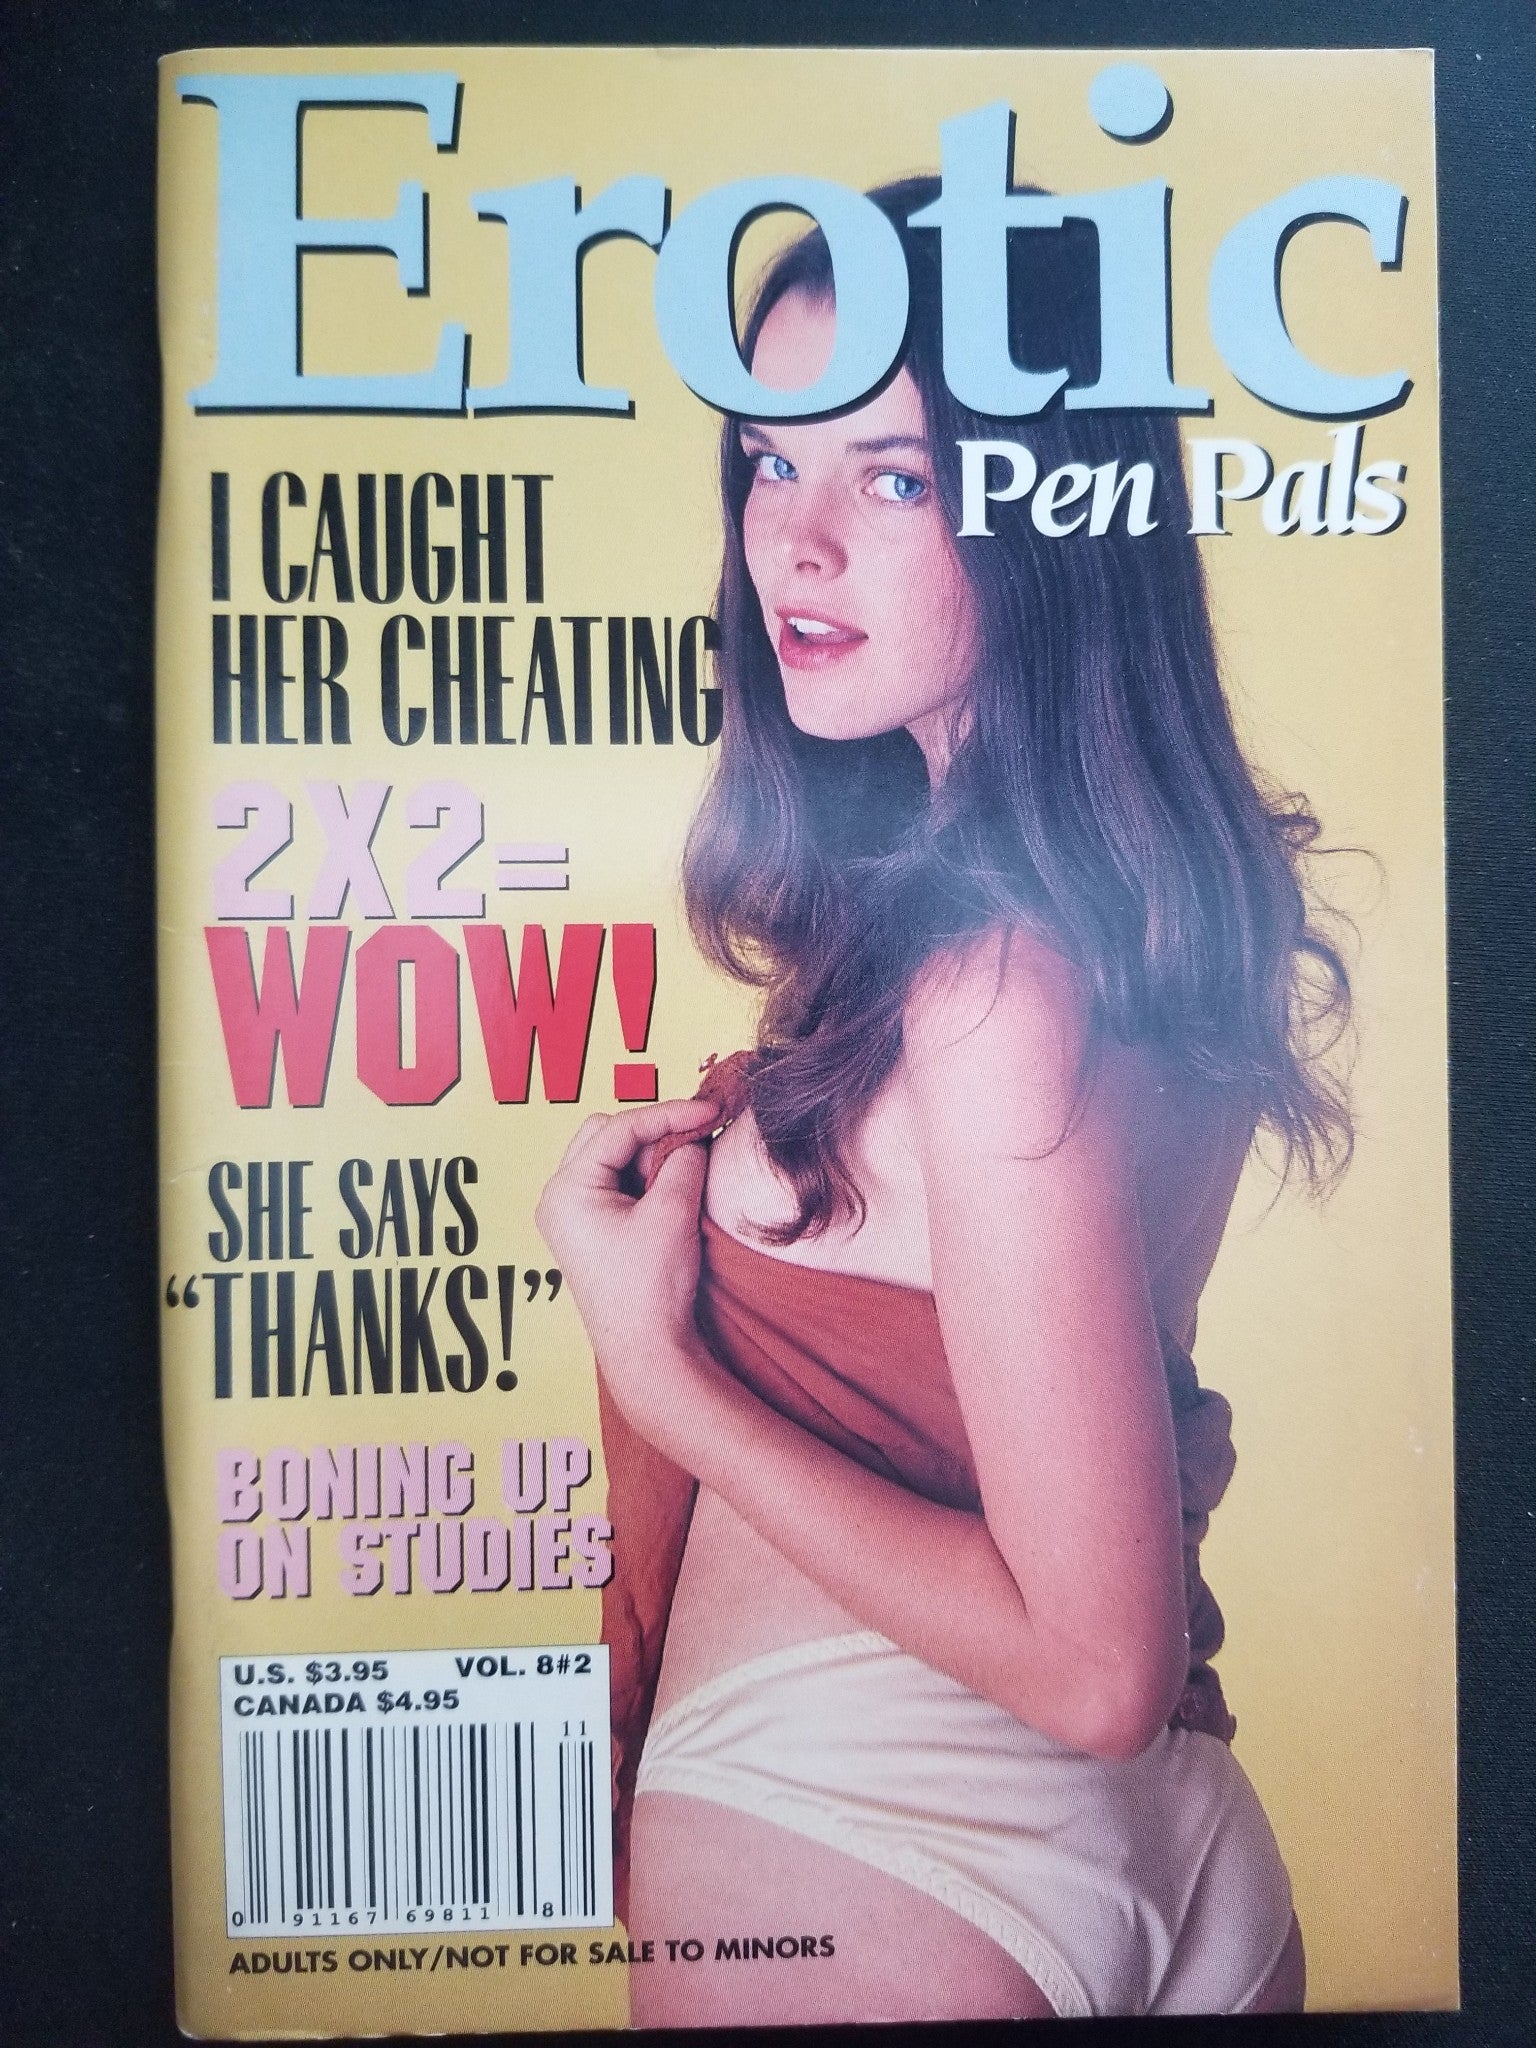 Erotic
Pen Pals
I CAUGHT
HER CHEATING
2X2=
WOW!
SHE SAYS
“THANKS!”
BONING UP
ON STUDIES
U.S. $3.95 VOL. 8#2
CANADA $4.95
11
0 91167 69811 8
ADULTS ONLY/NOT FOR SALE TO MINORS